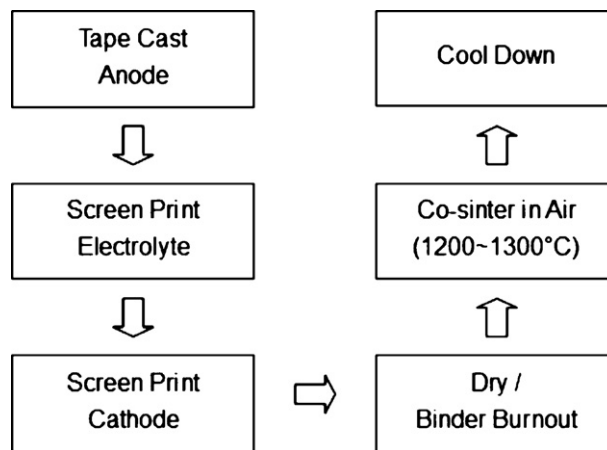 Tape Cast
Anode
Screen Print
Electrolyte
Screen Print
Cathode
Dry /
Binder Burnout
Co-sinter in Air
(1200~1300°C)
Cool Down